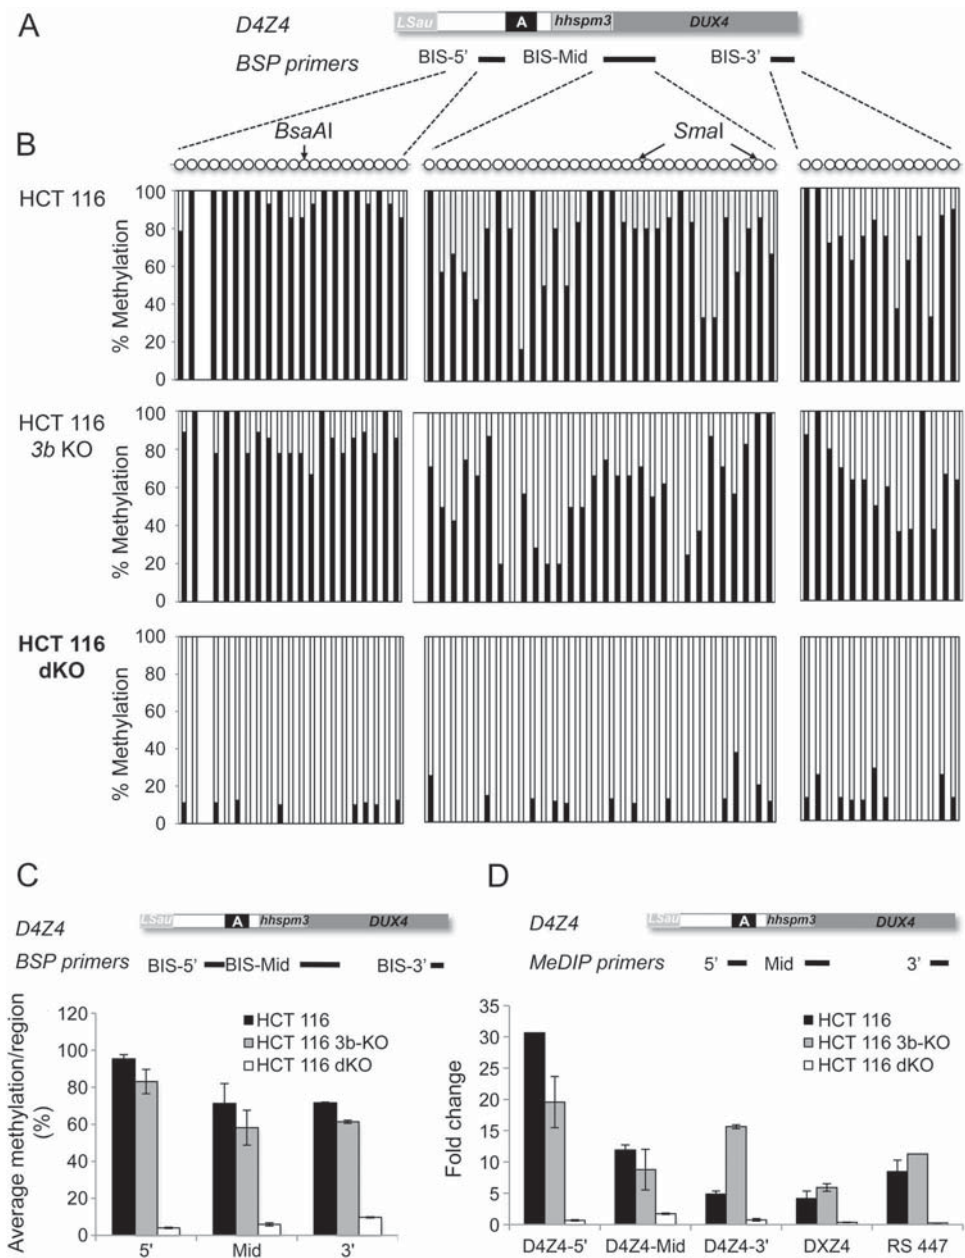 A
D4Z4
LSau
A
hhspm3
DUX4
BSP primers
BIS-5'
BIS-Mid
BIS-3'
B
BsaAI
SmaI
HCT 116
% Methylation
100
80
60
40
20
0
HCT 116
3b KO
% Methylation
100
80
60
40
20
0
HCT 116
dKO
% Methylation
100
80
60
40
20
0
C
D4Z4
LSau
A
hhspm3
DUX4
BSP primers
BIS-5'
BIS-Mid
BIS-3'
Average methylation/region
(%)
120
100
80
60
40
20
0
HCT 116
HCT 116 3b-KO
HCT 116 dKO
5'
Mid
3'
D
D4Z4
LSau
A
hhspm3
DUX4
MeDIP primers
5'
Mid
3'
Fold change
35
30
25
20
15
10
5
0
HCT 116
HCT 116 3b-KO
HCT 116 dKO
D4Z4-5'
D4Z4-Mid
D4Z4-3'
DXZ4
RS 447